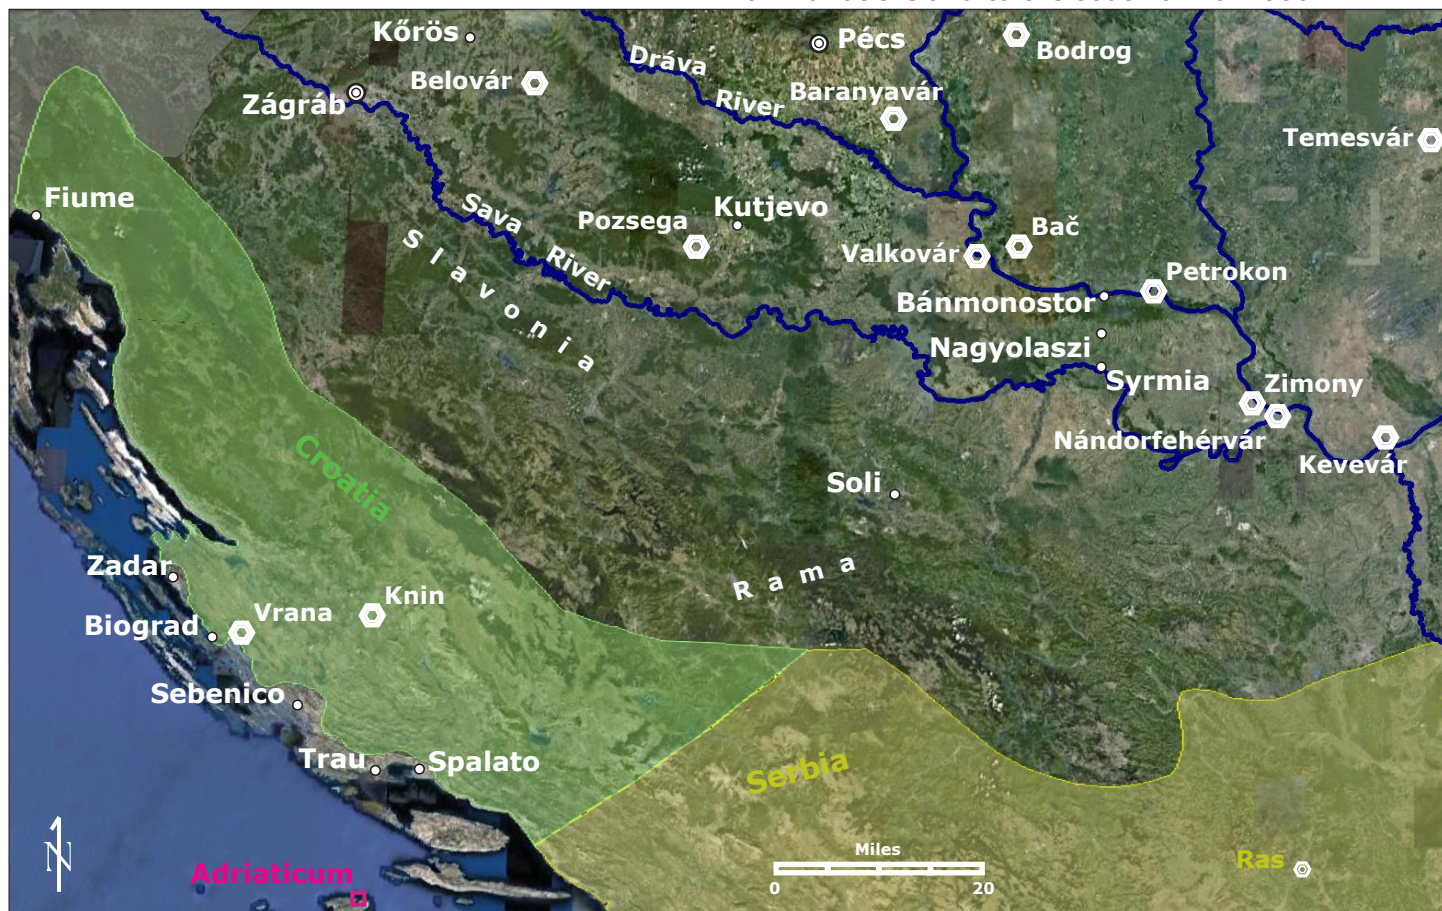 Kőrös
Pécs
Bodrog
Belovár
Dráva
River
Baranyavár
Zágráb
Temesvár
Fiume
Sava
River
Slavonia
Pozsega
Kutjevo
Valkovár
Bač
Petrokon
Bánmonostor
Nagyolaszi
Syrmia
Zimony
Nándorfehérvár
Kevevár
Croatia
Soli
Rama
Zadar
Knin
Vrana
Biograd
Sebenico
Trau
Spalato
Serbia
Miles
0 20
Ras
Adriaticum
N